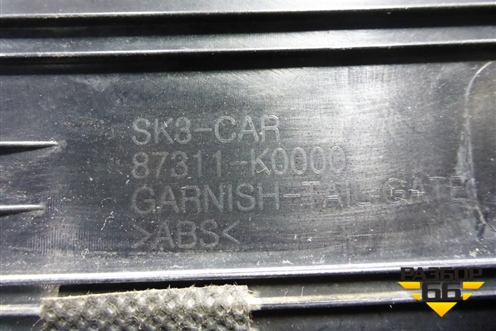 SK3-CAR
87311-K0000
GARNISH-TAIL GATE
>ABS<
РАЗБОР
66